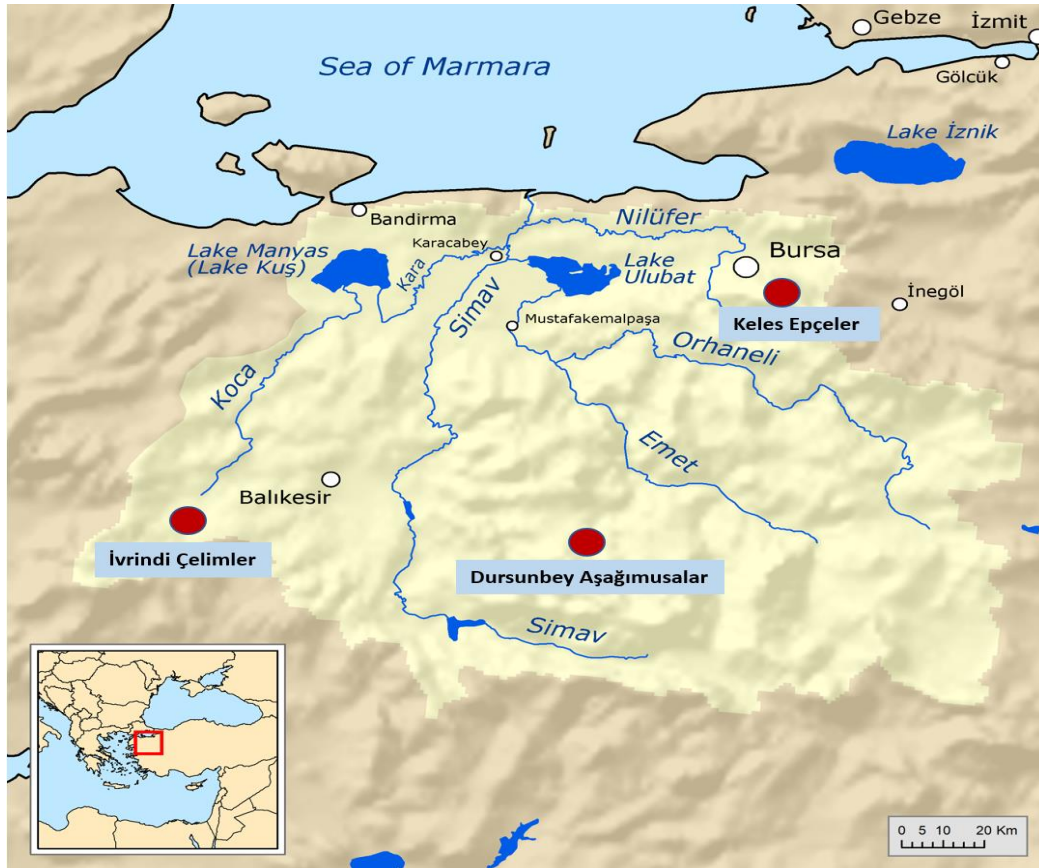 Gebze
İzmit
Sea of Marmara
Gölcük
Lake İznik
Bandirma
Nilüfer
Karacabey
Lake Manyas
(Lake Kuş)
Kara
Bursa
Lake
Ulubat
Simav
İnegöl
Mustafakemalpaşa
Keles Epçeler
Orhaneli
Koca
Emet
Balıkesir
İvrindi Çelimler
Dursunbey Aşağımusalar
Simav
0 5 10 20 Km